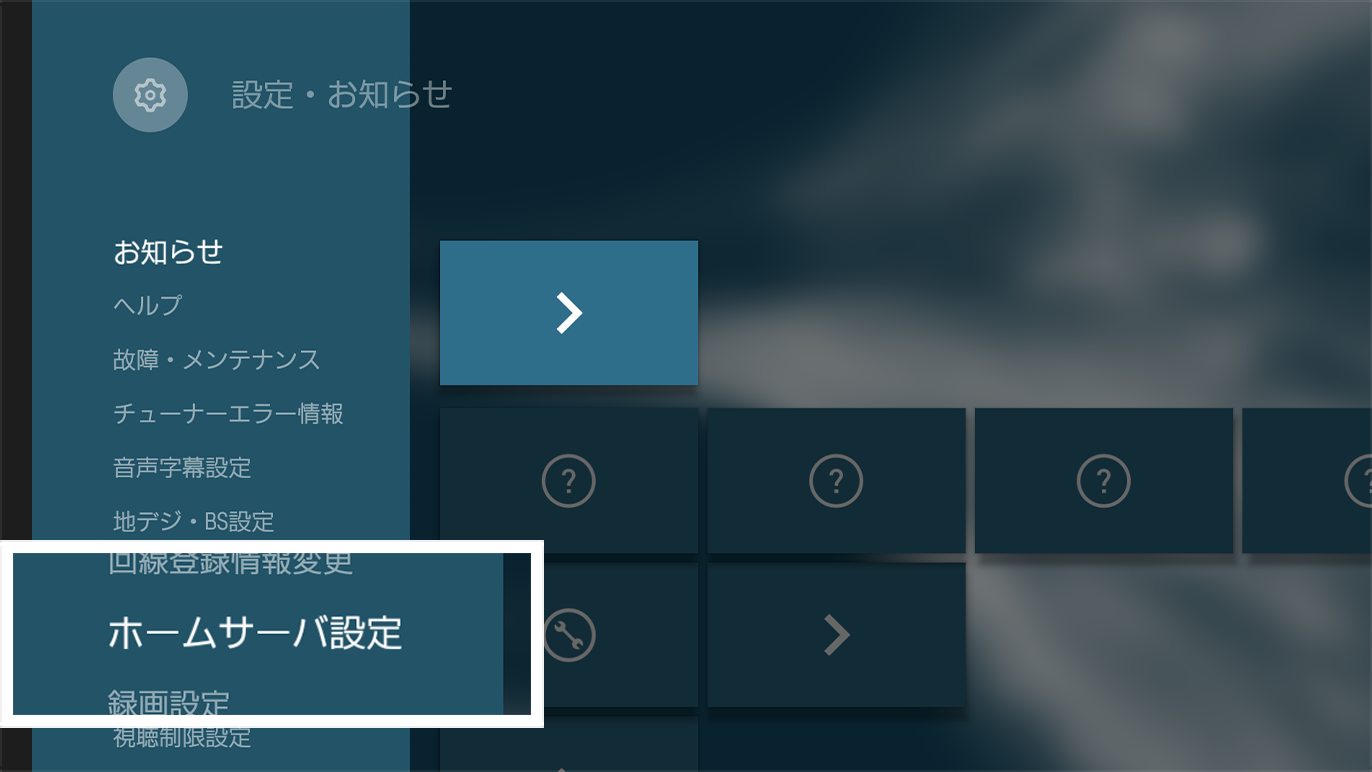 設定・お知らせ
お知らせ
ヘルプ
故障・メンテナンス
チューナーエラー情報
音声字幕設定
地デジ・BS設定
回線登録情報変更
ホームサーバ設定
録画設定
視聴制限設定
?
?
?
?